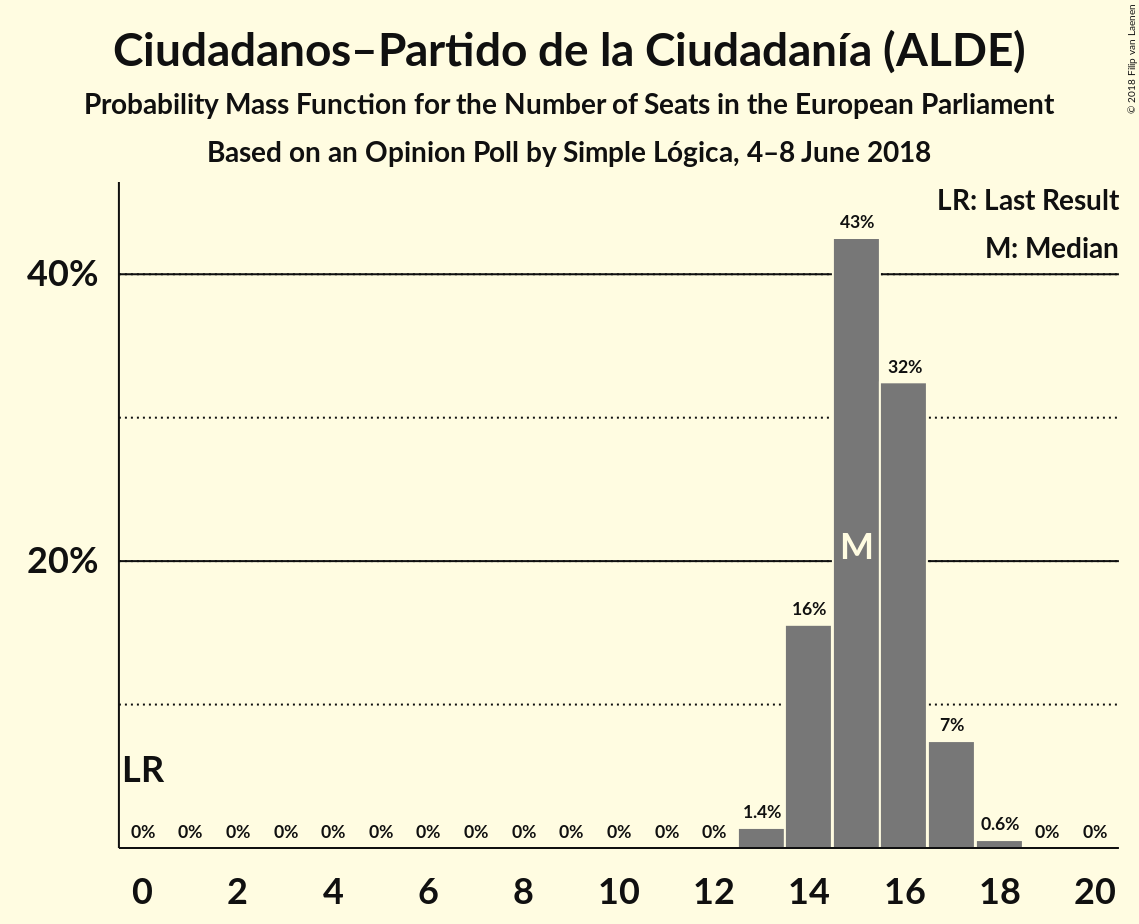 Ciudadanos–Partido de la Ciudadanía (ALDE)
Probability Mass Function for the Number of Seats in the European Parliament
Based on an Opinion Poll by Simple Lógica, 4–8 June 2018
© 2018 Filip van Laenen
LR: Last Result
M: Median
43%
40%
32%
M
20%
16%
7%
LR
1.4%
0.6%
0% 0% 0% 0% 0% 0% 0% 0% 0% 0% 0% 0% 0% 0% 0%
0 2 4 6 8 10 12 14 16 18 20